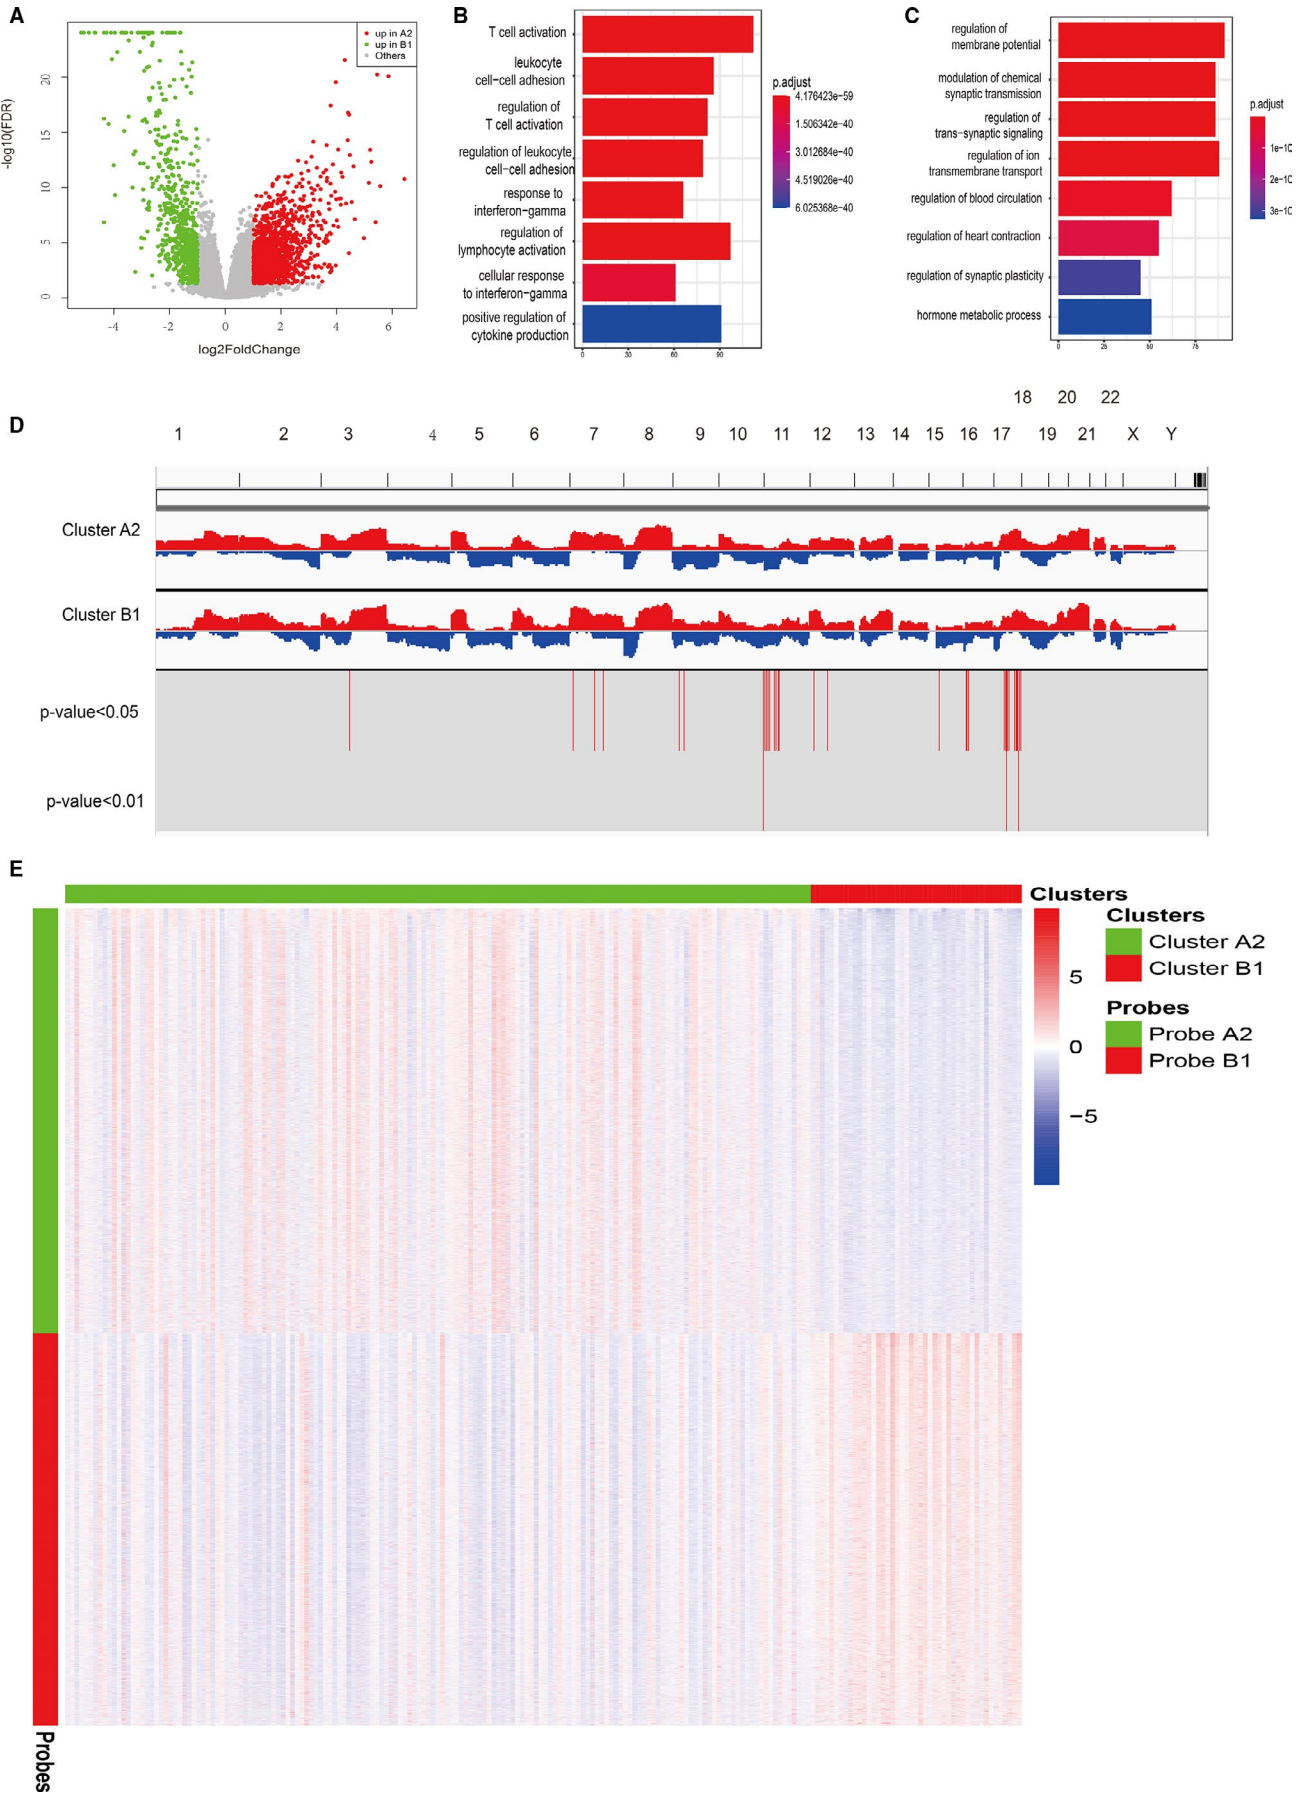 A
up in A2
up in B1
Others
-log10(FDR)
20
15
10
5
0
-4
-2
0
2
4
6
log2FoldChange
B
T cell activation
leukocyte
cell-cell adhesion
regulation of
T cell activation
regulation of leukocyte
cell-cell adhesion
response to
interferon-gamma
regulation of
lymphocyte activation
cellular response
to interferon-gamma
positive regulation of
cytokine production
0
30
60
90
p.adjust
4.176423e-59
1.506342e-40
3.012684e-40
4.519026e-40
6.025368e-40
C
regulation of
membrane potential
modulation of chemical
synaptic transmission
regulation of
trans-synaptic signaling
regulation of ion
transmembrane transport
regulation of blood circulation
regulation of heart contraction
regulation of synaptic plasticity
hormone metabolic process
0
25
50
75
p.adjust
1e-10
2e-10
3e-10
D
18 20 22
1 2 3 4 5 6 7 8 9 10 11 12 13 14 15 16 17 19 21 X Y
Cluster A2
Cluster B1
p-value<0.05
p-value<0.01
E
Clusters
5
0
-5
Clusters
Cluster A2
Cluster B1
Probes
Probe A2
Probe B1
Probes